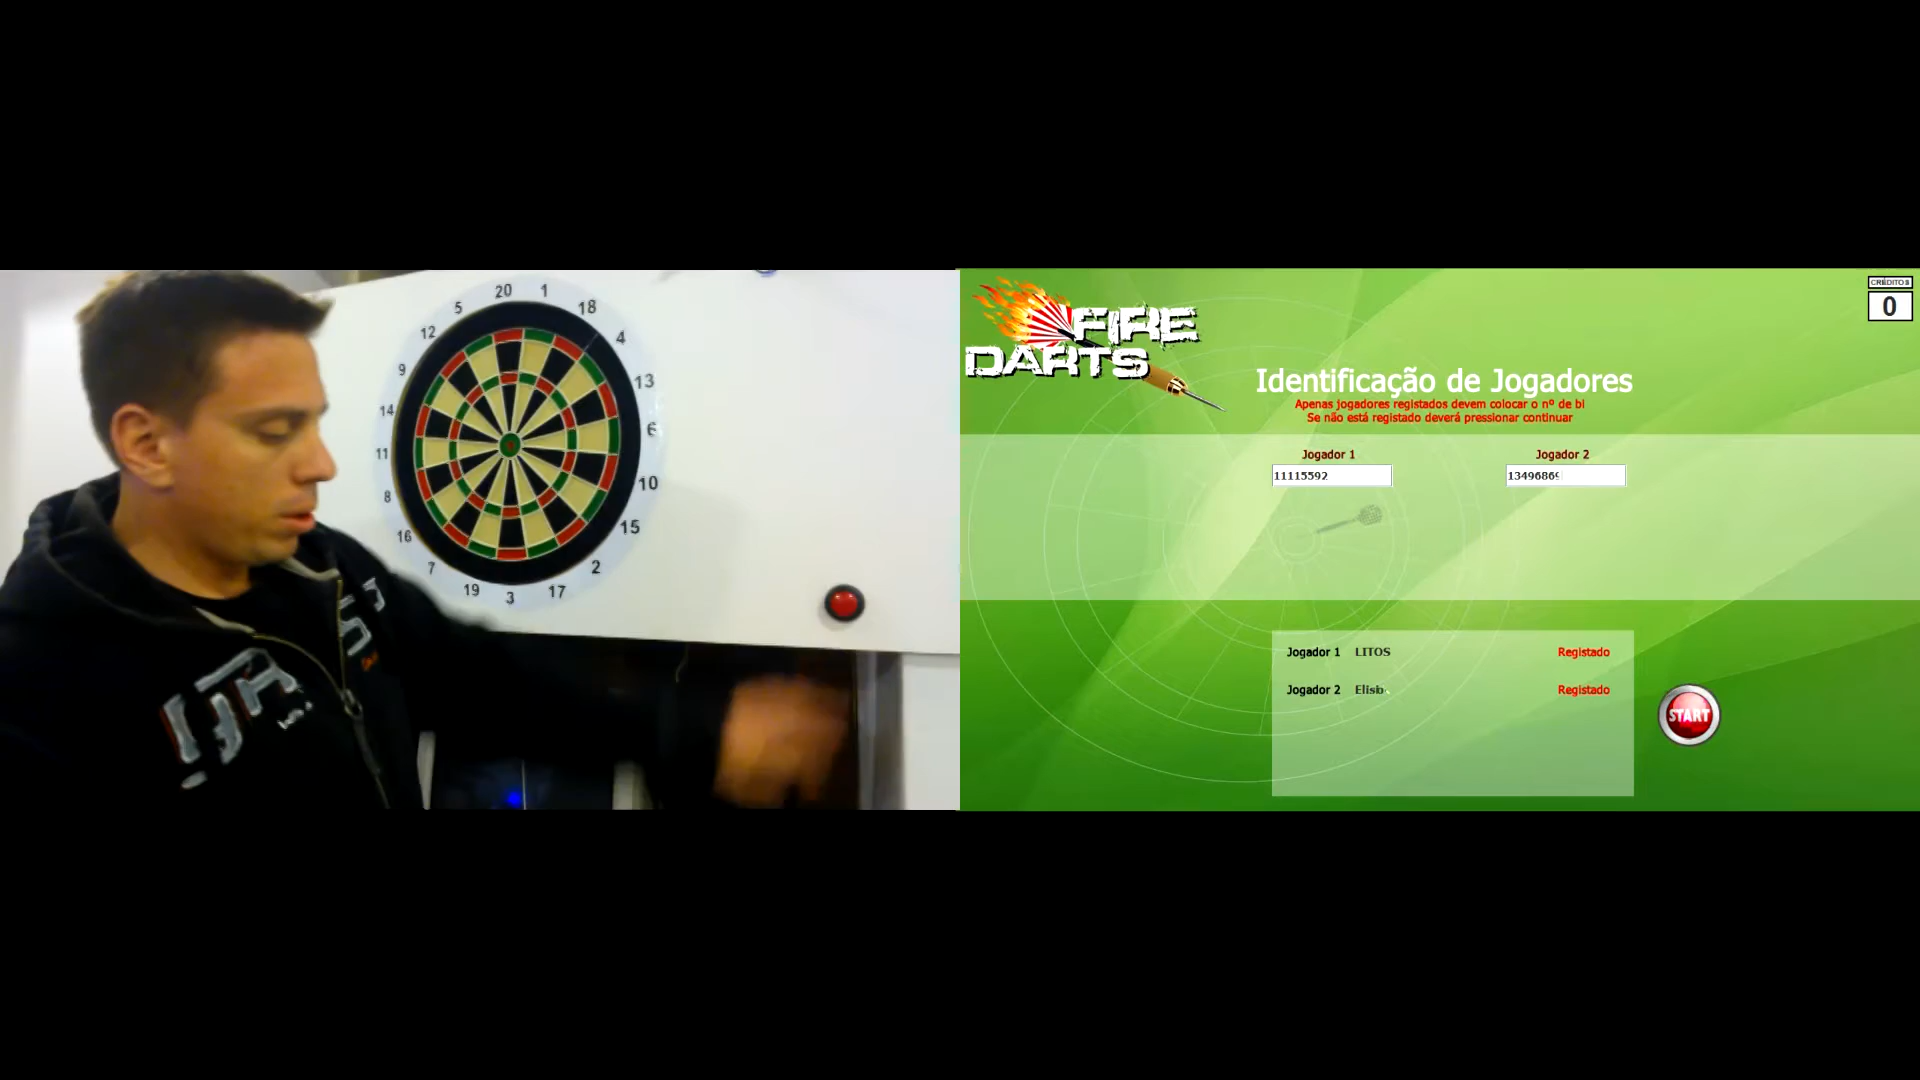 20 1
5 18
12 4
9 13
14 6
11 10
8 15
16 2
7 17
19 3
FIRE
DARTS
CRÉDITOS
0
Identificação de Jogadores
Apenas jogadores registados devem colocar o nº de bi
Se não está registado deverá pressionar continuar
Jogador 1 Jogador 2
11115592 1349686
Jogador 1 LITOS Registado
Jogador 2 Elisb Registado
START